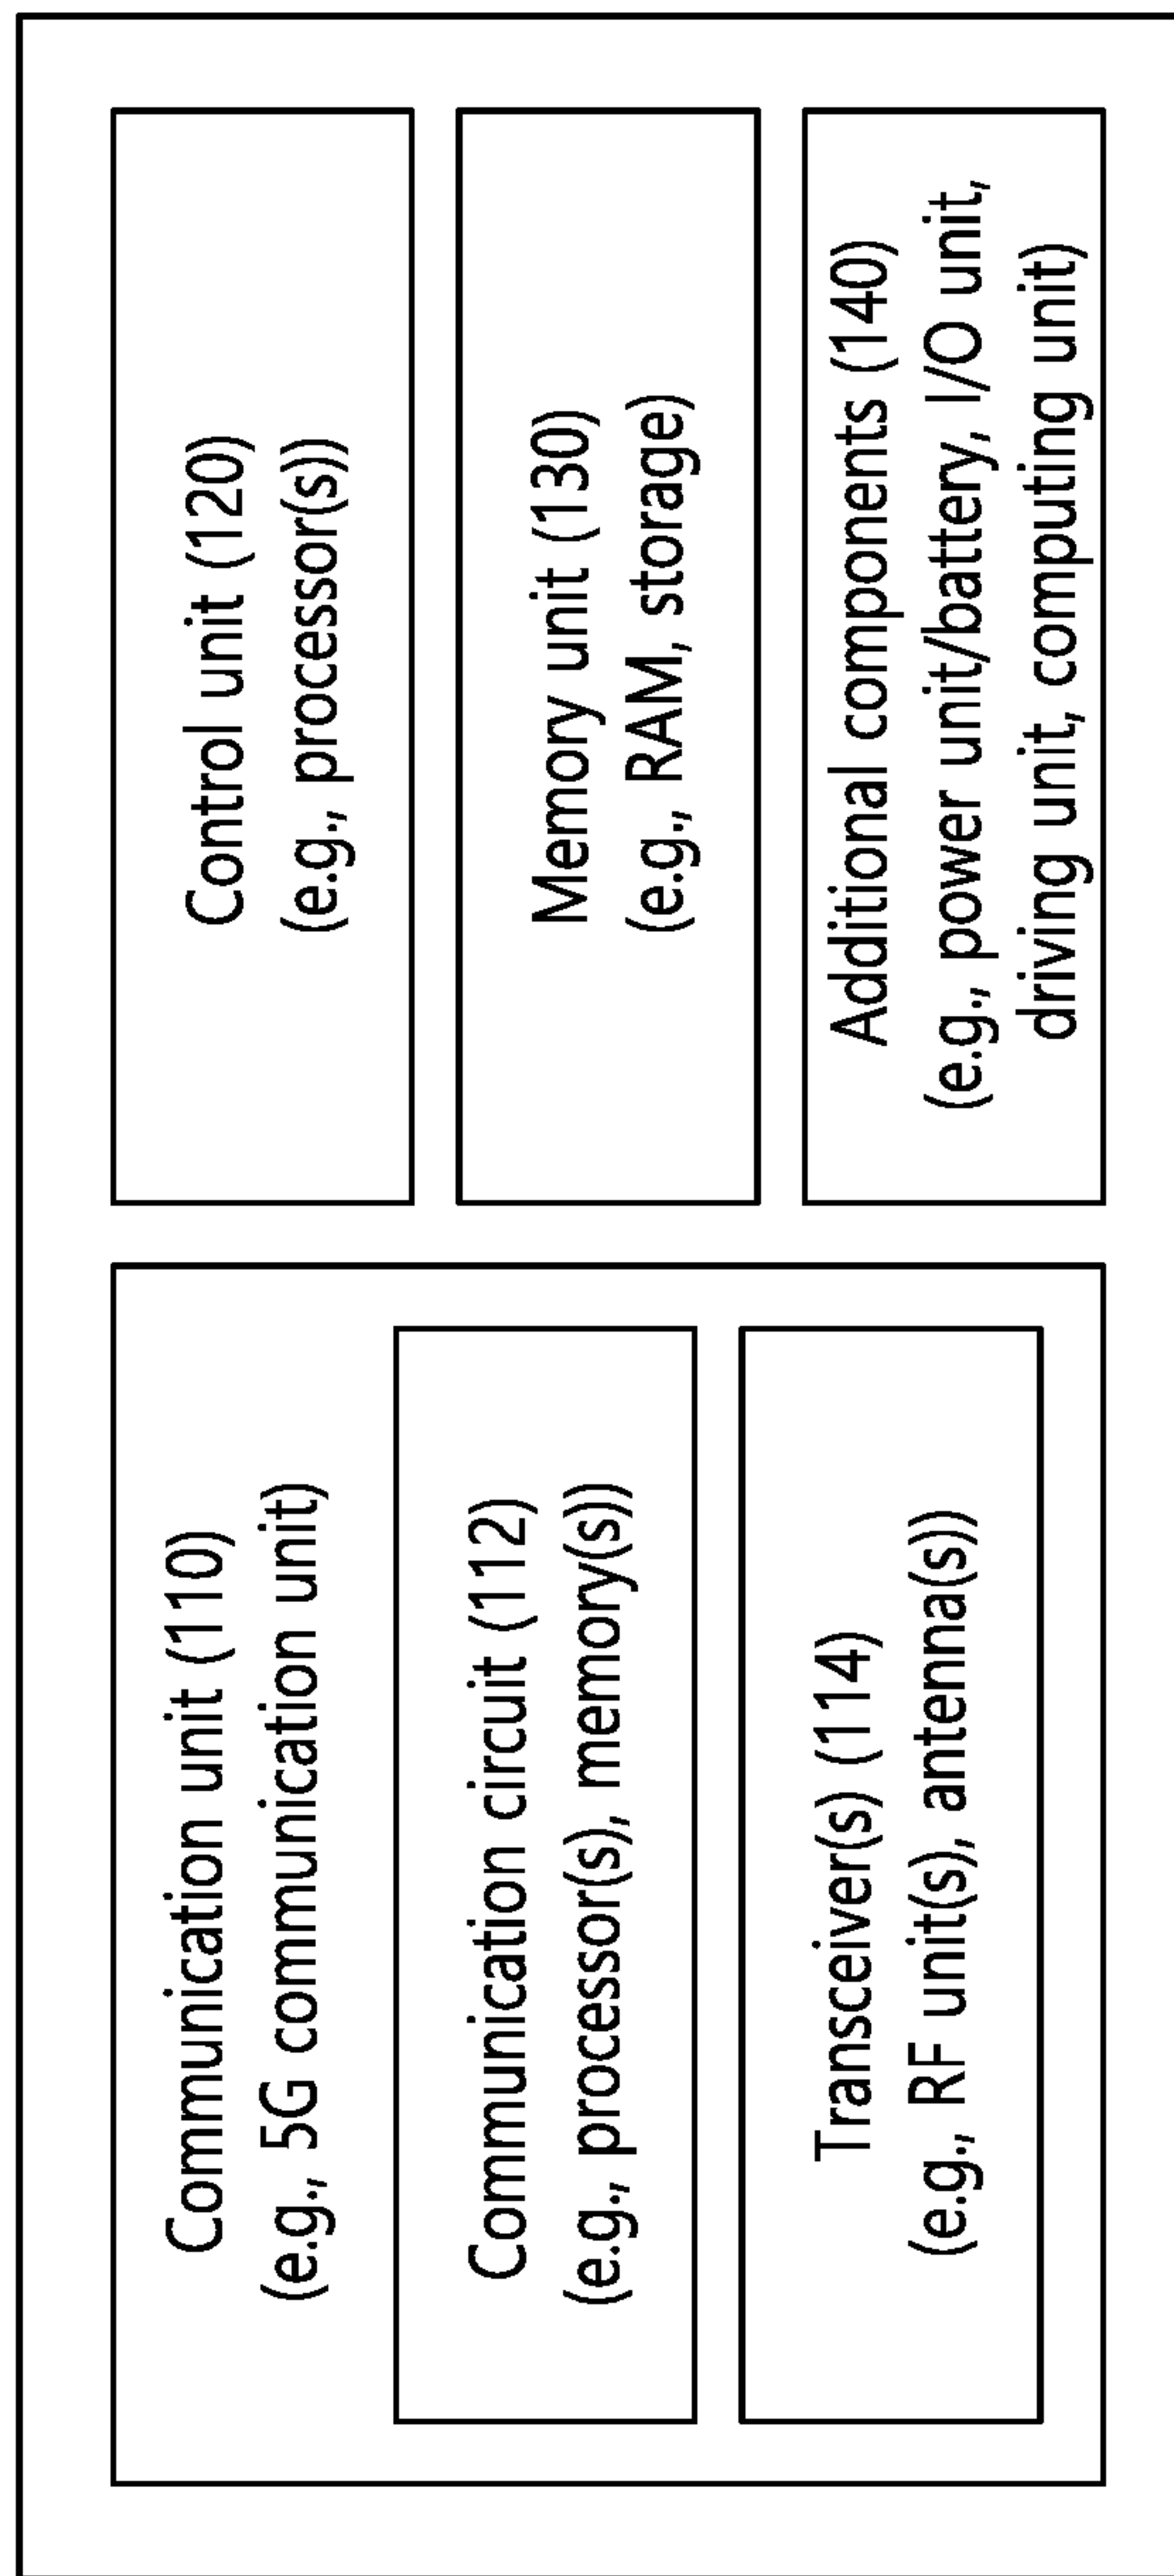 Communication unit (110)
(e.g., 5G communication unit)
Communication circuit (112)
(e.g., processor(s), memory(s))
Transceiver(s) (114)
(e.g., RF unit(s), antenna(s))
Control unit (120)
(e.g., processor(s))
Memory unit (130)
(e.g., RAM, storage)
Additional components (140)
(e.g., power unit/battery, I/O unit,
driving unit, computing unit)